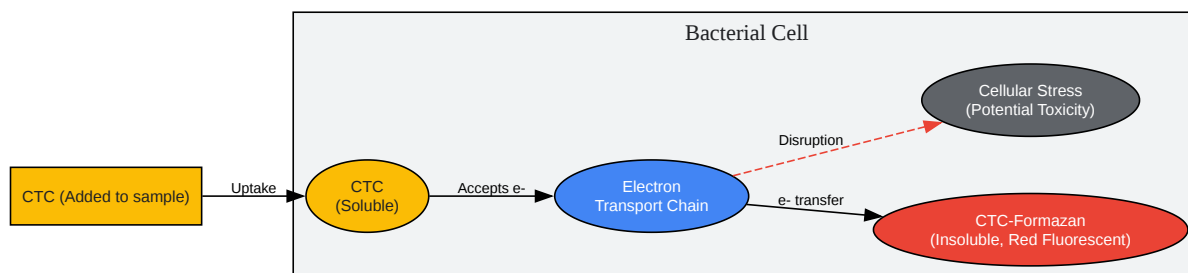 Bacterial Cell
CTC (Added to sample)
Uptake
CTC
(Soluble)
Accepts e-
Electron
Transport Chain
Disruption
Cellular Stress
(Potential Toxicity)
e- transfer
CTC-Formazan
(Insoluble, Red Fluorescent)